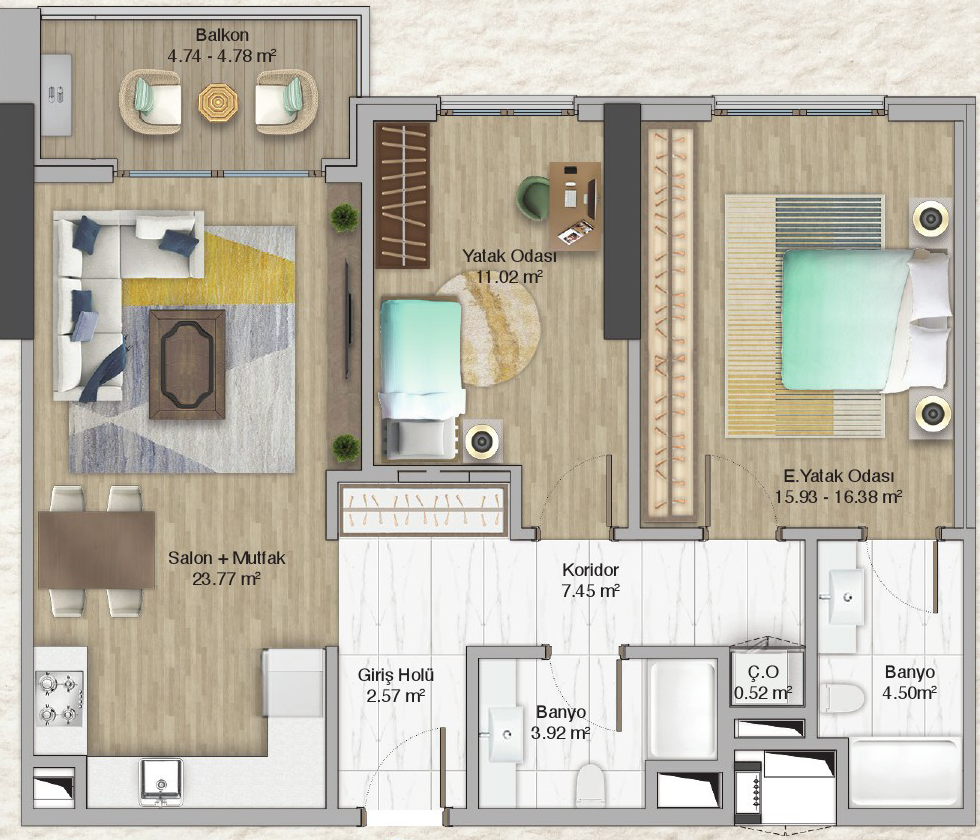 Balkon
4.74 - 4.78 m²
Yatak Odası
11.02 m²
E.Yatak Odası
15.93 - 16.38 m²
Salon + Mutfak
23.77 m²
Koridor
7.45 m²
Giriş Holü
2.57 m²
Banyo
3.92 m²
Ç.O
0.52 m²
Banyo
4.50m²